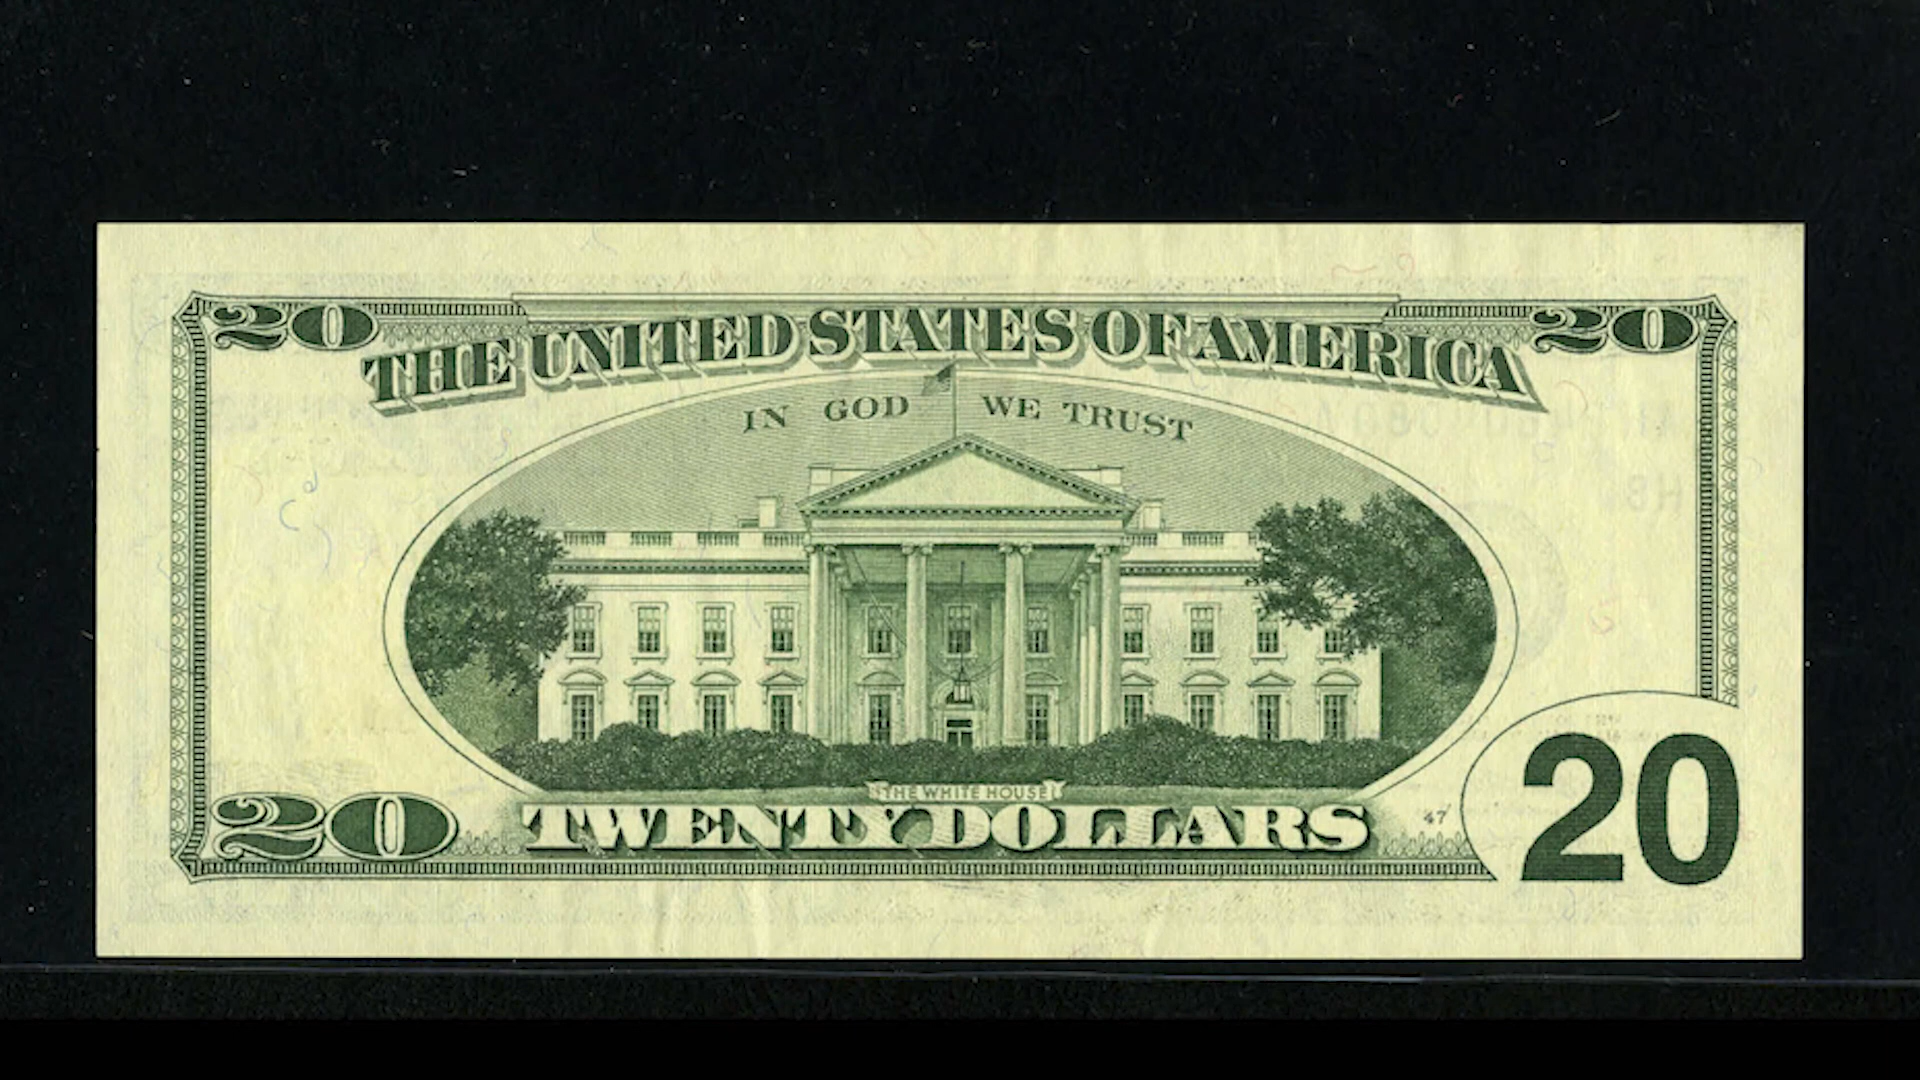 20 THE UNITED STATES OF AMERICA 20
IN GOD WE TRUST
THE WHITE HOUSE
20 TWENTY DOLLARS 47 20